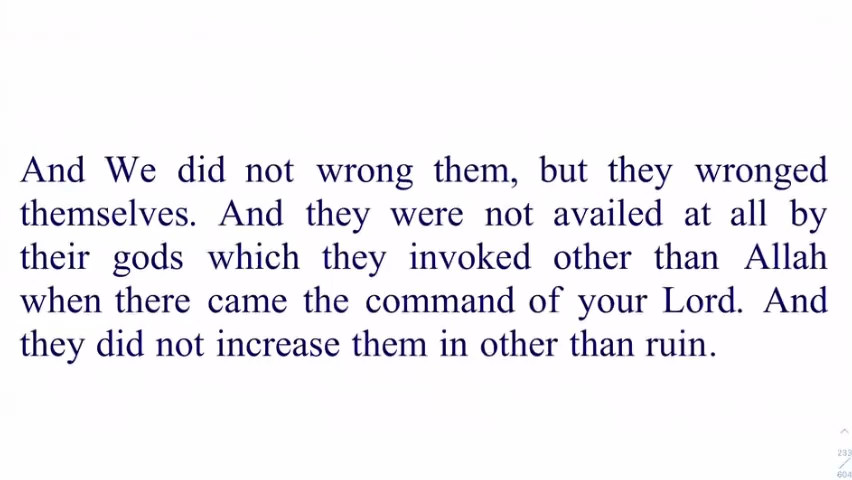 And We did not wrong them, but they wronged
themselves. And they were not availed at all by
their gods which they invoked other than Allah
when there came the command of your Lord. And
they did not increase them in other than ruin.
233
604